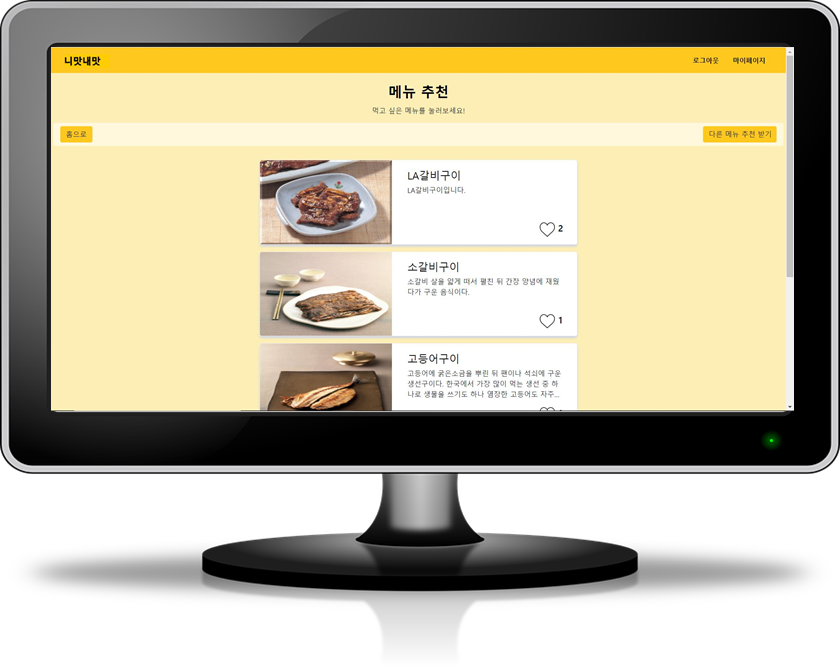 니맛내맛
로그아웃 마이페이지
메뉴 추천
먹고 싶은 메뉴를 눌러보세요!
홈으로
다른 메뉴 추천 받기
LA갈비구이
LA갈비구이입니다.
2
소갈비구이
소갈비 살을 얇게 떠서 펼친 뒤 간장 양념에 재웠
다가 구운 음식이다.
1
고등어구이
고등어에 굵은소금을 뿌린 뒤 팬이나 석쇠에 구운
생선구이다. 한국에서 가장 많이 먹는 생선 중 하
나로 생물을 쓰기도 하나 염장한 고등어도 자주...